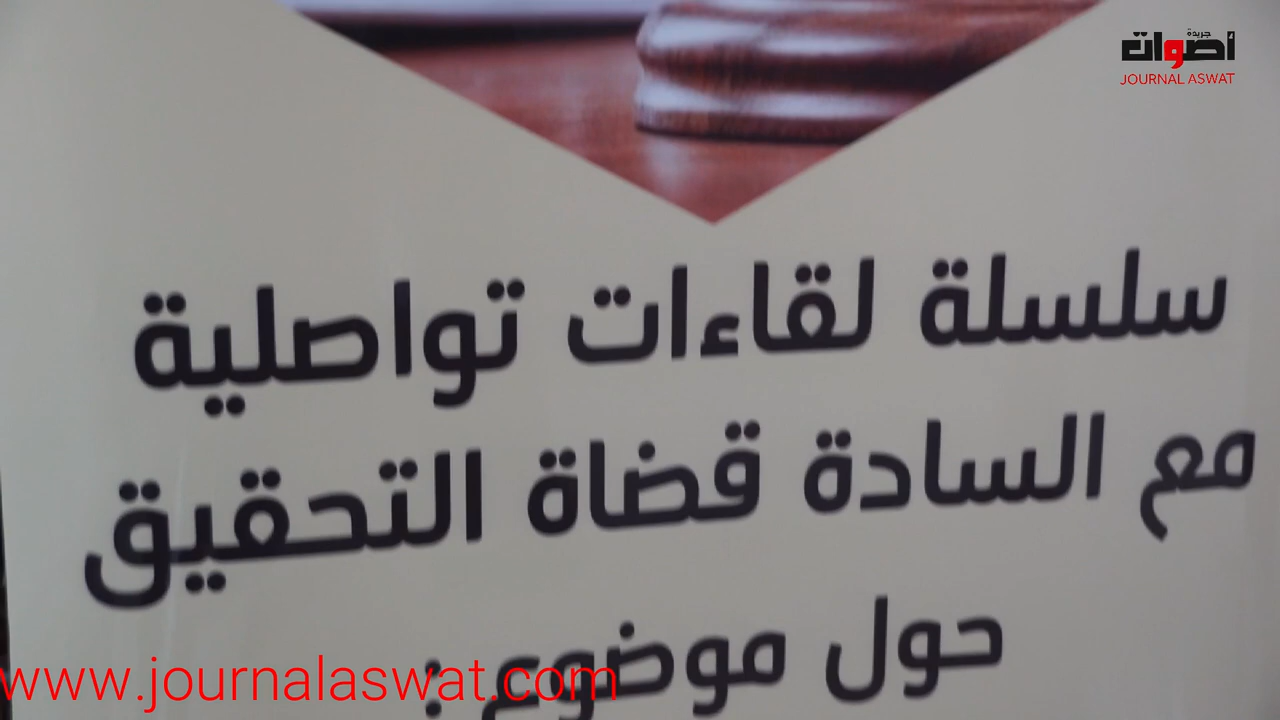 جريدة
أصوات
JOURNAL ASWAT
سلسلة لقاءات تواصلية
مع السادة قضاة التحقيق
حول موضوع :
www.journalaswat.com